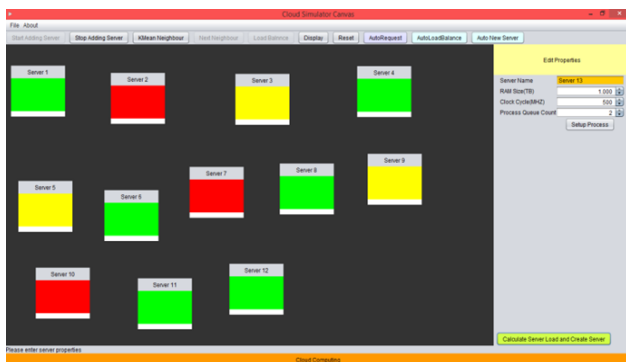 Cloud Simulator Canvas
File About
Start Adding Server Stop Adding Server KMean Neighbour Next Neighbour Load Balance Display Reset AutoRequest AutoLoadBalance Auto New Server
Edit Properties
Server 1
Server 2
Server 3
Server 4
Server Name Server 13
RAM Size(TB) 1.000
Clock Cycle(MHZ) 500
Process Queue Count 2
Setup Process
Server 5
Server 6
Server 7
Server 8
Server 9
Server 10
Server 11
Server 12
Calculate Server Load and Create Server
Please enter server properties
Cloud Computing